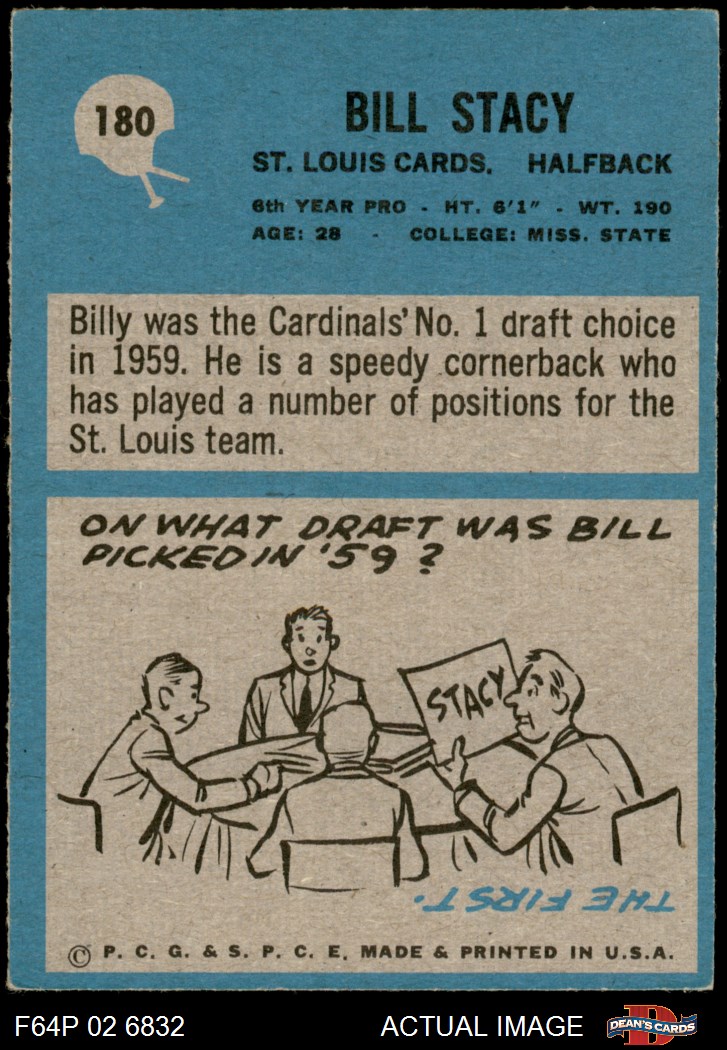 180
BILL STACY
ST. LOUIS CARDS. HALFBACK
6th YEAR PRO - HT. 6'1" - WT. 190
AGE: 28 - COLLEGE: MISS. STATE
Billy was the Cardinals' No. 1 draft choice
in 1959. He is a speedy cornerback who
has played a number of positions for the
St. Louis team.
ON WHAT DRAFT WAS BILL
PICKED IN '59?
STACY
THE FIRST.
© P. C. G. & S. P. C. E. MADE & PRINTED IN U.S.A.
F64P 02 6832
ACTUAL IMAGE
D
DEAN'S CARDS